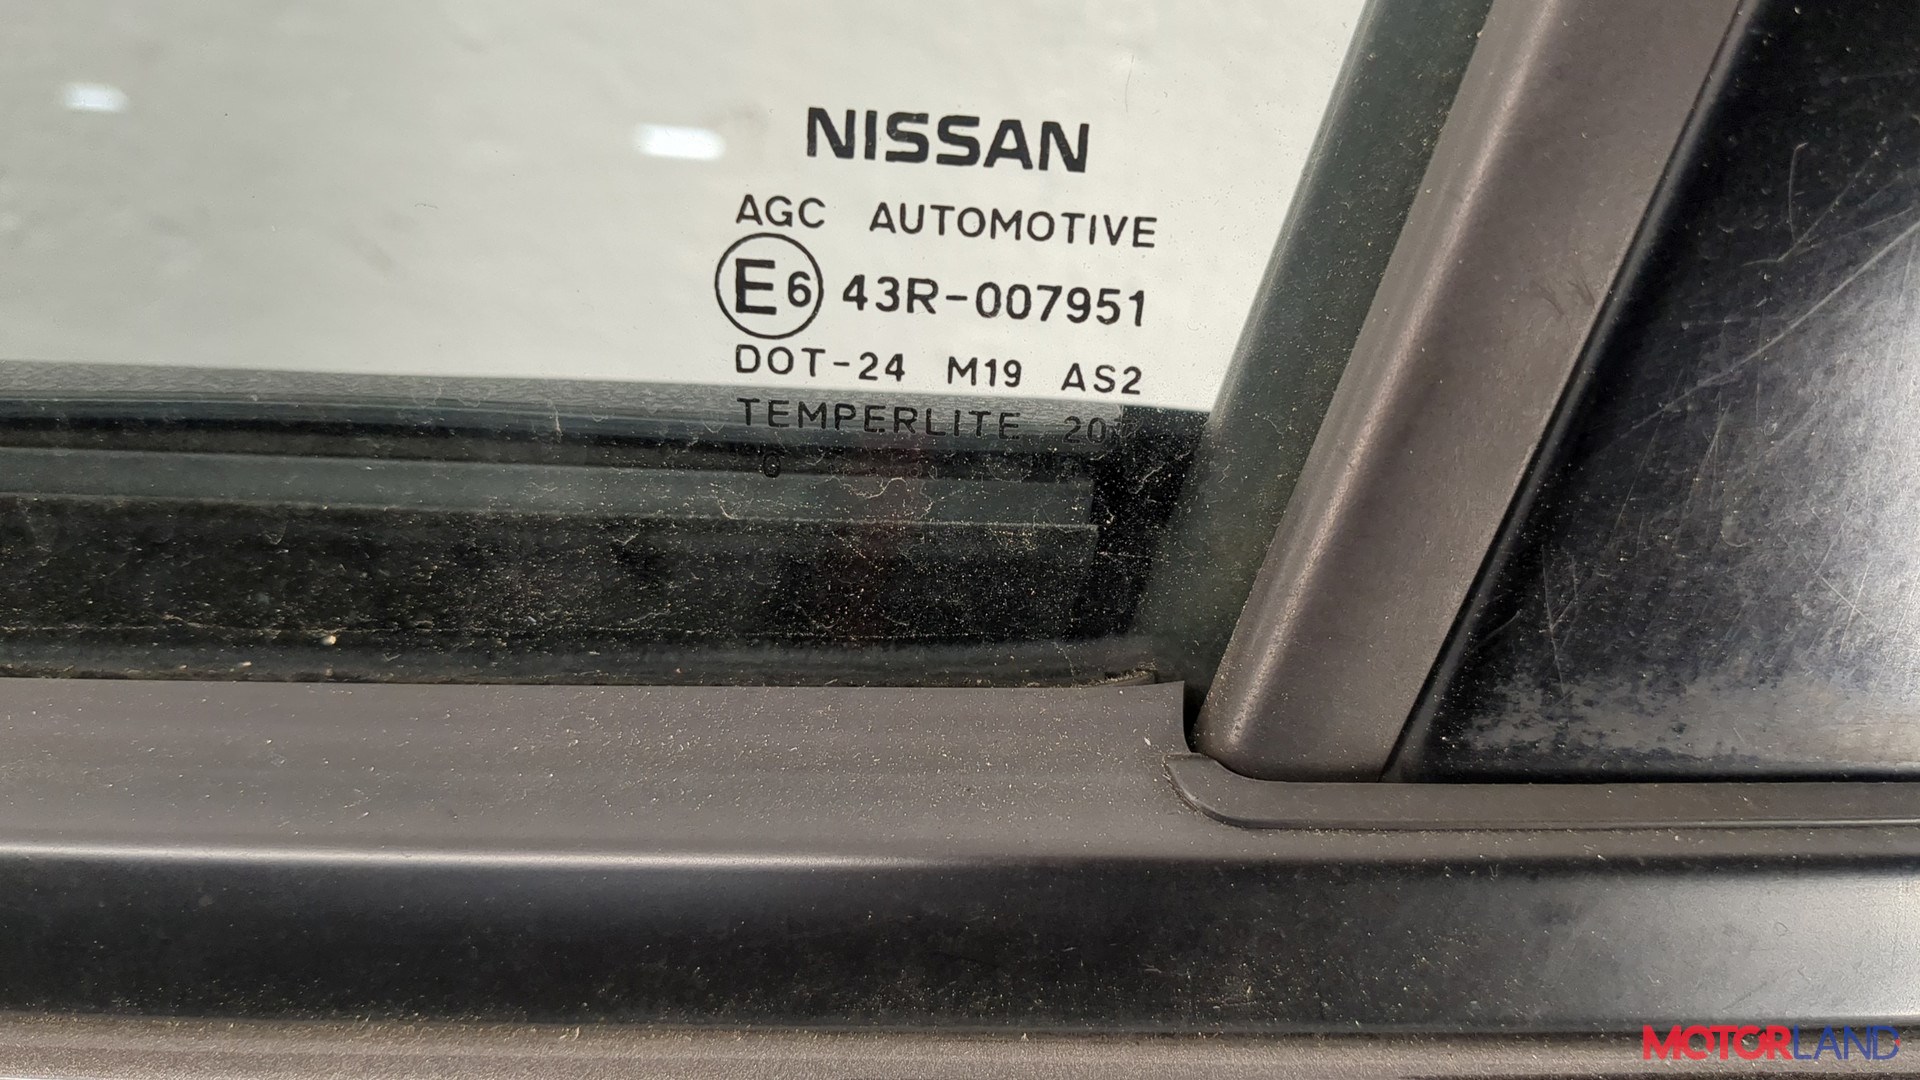 NISSAN
AGC AUTOMOTIVE
E6 43R-007951
DOT-24 M19 AS2
TEMPERLITE
MOTORLAND